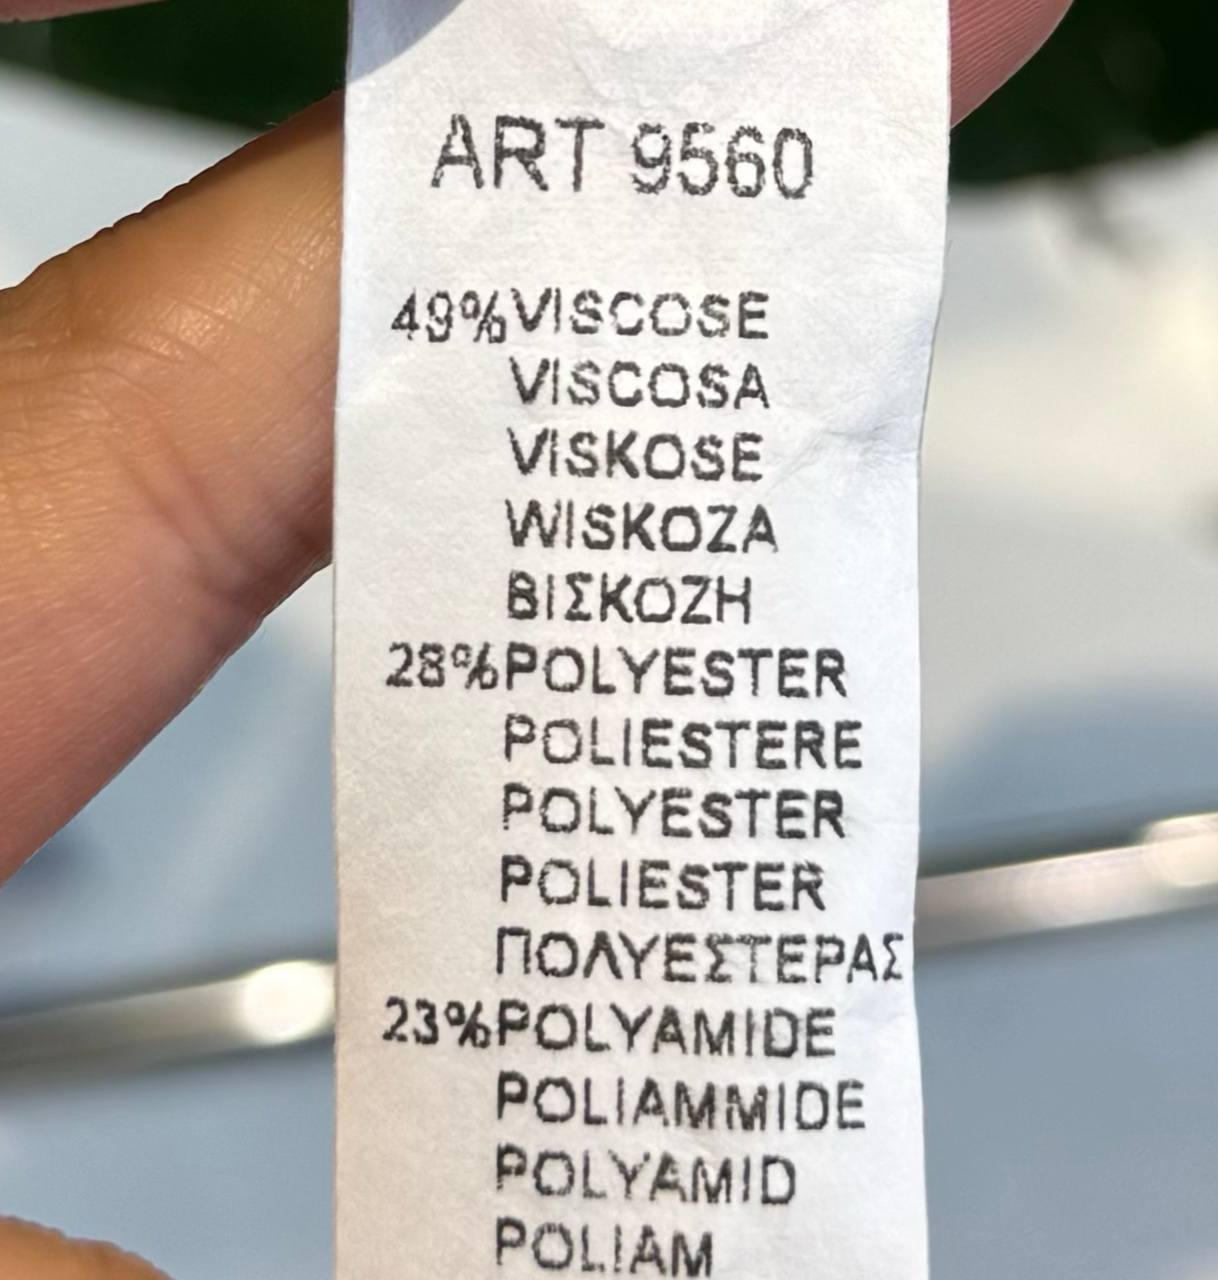 ART 9560
49% VISCOSE
VISCOSA
VISKOSE
WISKOZA
ΒΙΣΚΟΖΗ
28% POLYESTER
POLIESTERE
POLYESTER
POLIESTER
ΠΟΛΥΕΣΤΕΡΑΣ
23% POLYAMIDE
POLIAMMIDE
POLYAMID
POLIAM